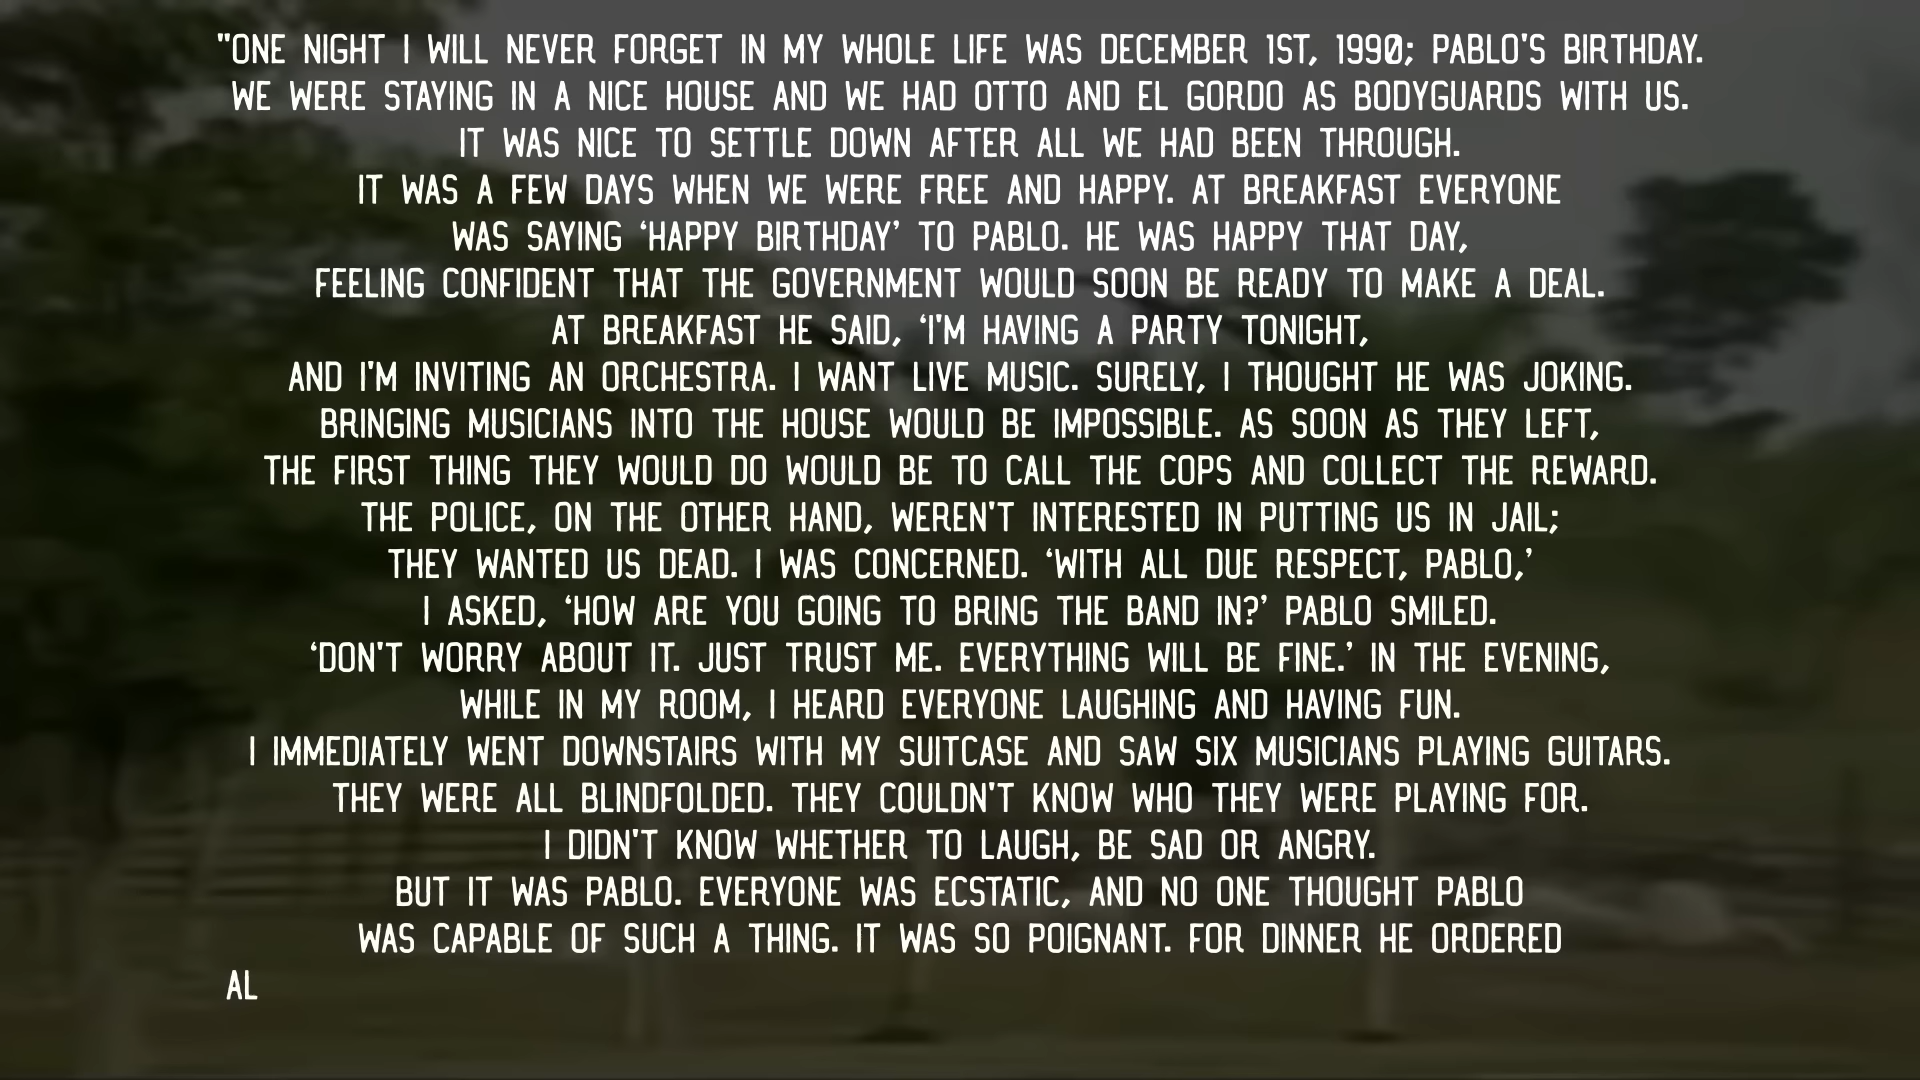 "ONE NIGHT I WILL NEVER FORGET IN MY WHOLE LIFE WAS DECEMBER 1ST, 1990; PABLO'S BIRTHDAY.
WE WERE STAYING IN A NICE HOUSE AND WE HAD OTTO AND EL GORDO AS BODYGUARDS WITH US.
IT WAS NICE TO SETTLE DOWN AFTER ALL WE HAD BEEN THROUGH.
IT WAS A FEW DAYS WHEN WE WERE FREE AND HAPPY. AT BREAKFAST EVERYONE
WAS SAYING ‘HAPPY BIRTHDAY’ TO PABLO. HE WAS HAPPY THAT DAY,
FEELING CONFIDENT THAT THE GOVERNMENT WOULD SOON BE READY TO MAKE A DEAL.
AT BREAKFAST HE SAID, ‘I'M HAVING A PARTY TONIGHT,
AND I'M INVITING AN ORCHESTRA. I WANT LIVE MUSIC. SURELY, I THOUGHT HE WAS JOKING.
BRINGING MUSICIANS INTO THE HOUSE WOULD BE IMPOSSIBLE. AS SOON AS THEY LEFT,
THE FIRST THING THEY WOULD DO WOULD BE TO CALL THE COPS AND COLLECT THE REWARD.
THE POLICE, ON THE OTHER HAND, WEREN'T INTERESTED IN PUTTING US IN JAIL;
THEY WANTED US DEAD. I WAS CONCERNED. ‘WITH ALL DUE RESPECT, PABLO,’
I ASKED, ‘HOW ARE YOU GOING TO BRING THE BAND IN?’ PABLO SMILED.
‘DON'T WORRY ABOUT IT. JUST TRUST ME. EVERYTHING WILL BE FINE.’ IN THE EVENING,
WHILE IN MY ROOM, I HEARD EVERYONE LAUGHING AND HAVING FUN.
I IMMEDIATELY WENT DOWNSTAIRS WITH MY SUITCASE AND SAW SIX MUSICIANS PLAYING GUITARS.
THEY WERE ALL BLINDFOLDED. THEY COULDN'T KNOW WHO THEY WERE PLAYING FOR.
I DIDN'T KNOW WHETHER TO LAUGH, BE SAD OR ANGRY.
BUT IT WAS PABLO. EVERYONE WAS ECSTATIC, AND NO ONE THOUGHT PABLO
WAS CAPABLE OF SUCH A THING. IT WAS SO POIGNANT. FOR DINNER HE ORDERED
AL